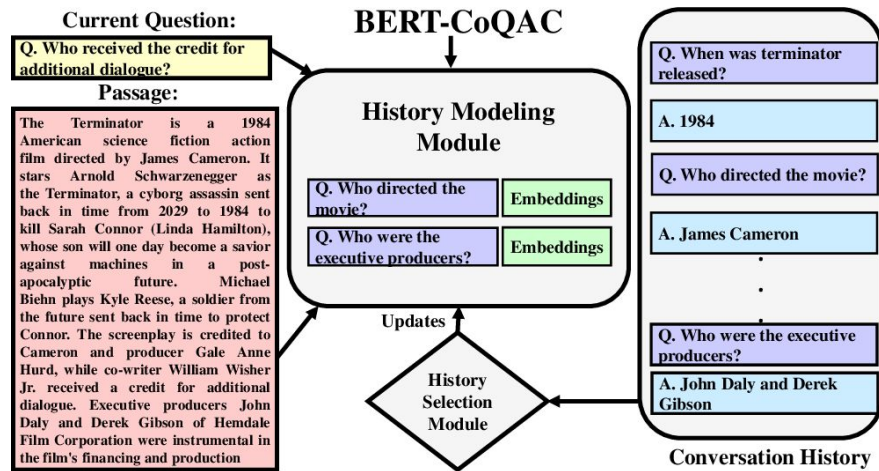 Current Question:
Q. Who received the credit for
additional dialogue?
Passage:
The Terminator is a 1984
American science fiction action
film directed by James Cameron. It
stars Arnold Schwarzenegger as
the Terminator, a cyborg assassin sent
back in time from 2029 to 1984 to
kill Sarah Connor (Linda Hamilton),
whose son will one day become a savior
against machines in a post-
apocalyptic future. Michael
Biehn plays Kyle Reese, a soldier from
the future sent back in time to protect
Connor. The screenplay is credited to
Cameron and producer Gale Anne
Hurd, while co-writer William Wisher
Jr. received a credit for additional
dialogue. Executive producers John
Daly and Derek Gibson of Hemdale
Film Corporation were instrumental in
the film's financing and production
BERT-CoQAC
History Modeling
Module
Q. Who directed the
movie?
Embeddings
Q. Who were the
executive producers?
Embeddings
Updates
History
Selection
Module
Q. When was terminator
released?
A. 1984
Q. Who directed the movie?
A. James Cameron
.
.
.
Q. Who were the executive
producers?
A. John Daly and Derek
Gibson
Conversation History